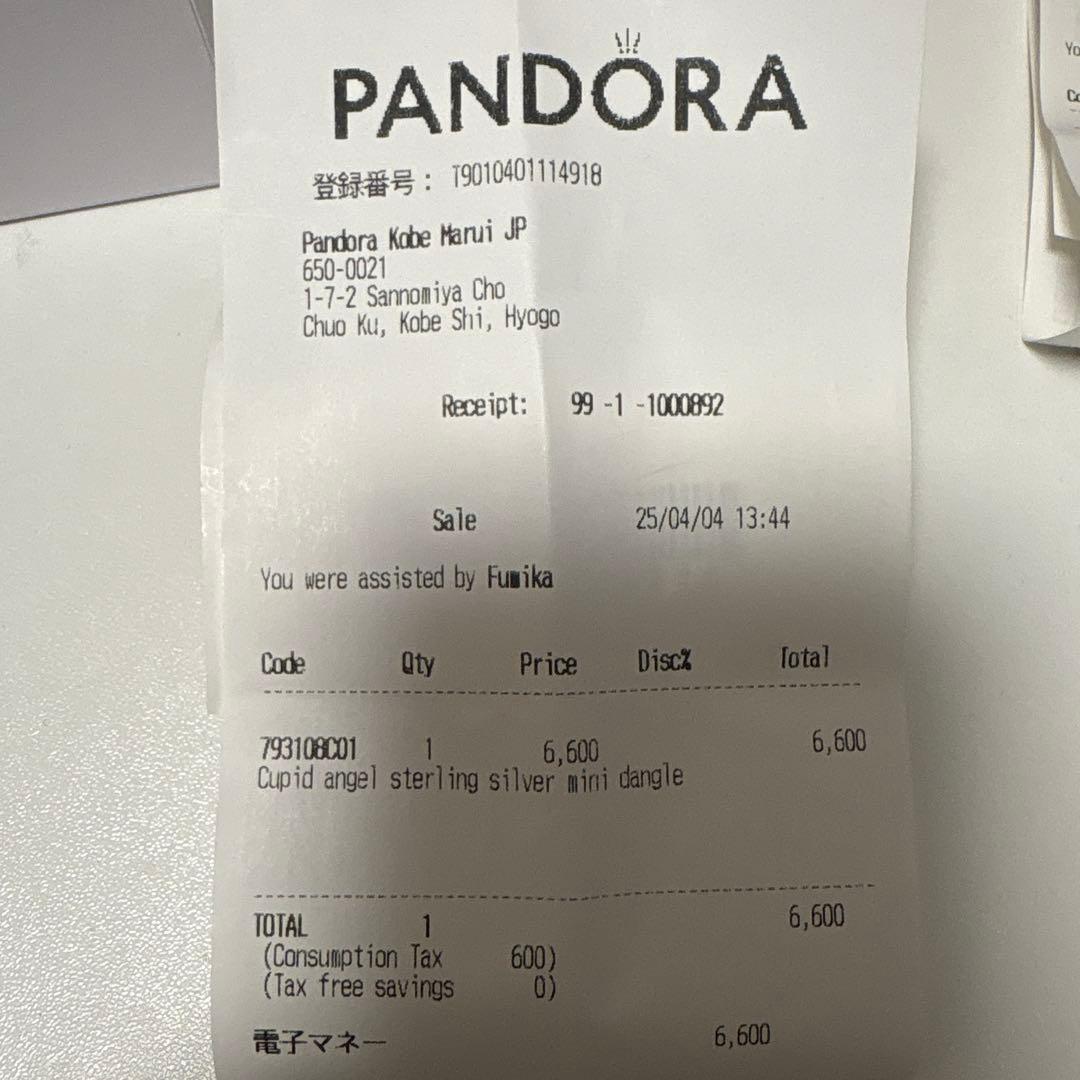 PANDORA
登録番号： T9010401114918
Pandora Kobe Marui JP
650-0021
1-7-2 Sannomiya Cho
Chuo Ku, Kobe Shi, Hyogo
Receipt: 99 -1 -1000892
Sale 25/04/04 13:44
You were assisted by Fumika
Code Qty Price Disc% Total
793108C01 1 6,600 6,600
Cupid angel sterling silver mini dangle
TOTAL 1 6,600
(Consumption Tax 600)
(Tax free savings 0)
電子マネー 6,600